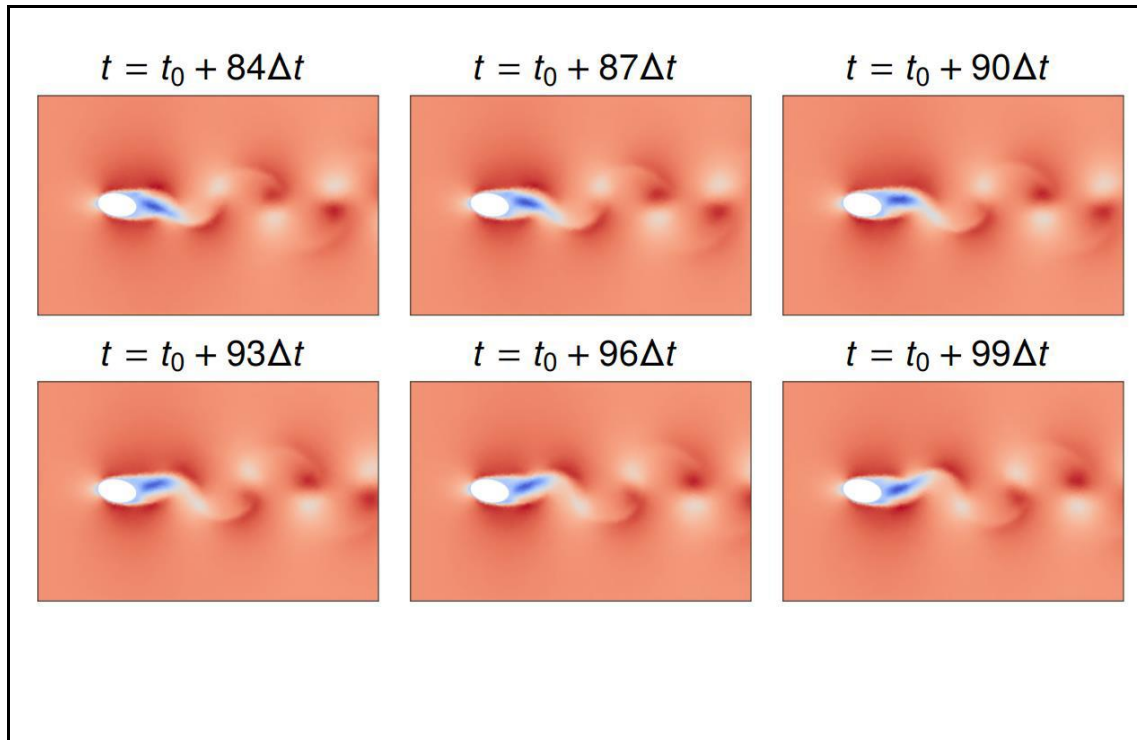 t = t₀ + 84Δt
t = t₀ + 87Δt
t = t₀ + 90Δt
t = t₀ + 93Δt
t = t₀ + 96Δt
t = t₀ + 99Δt